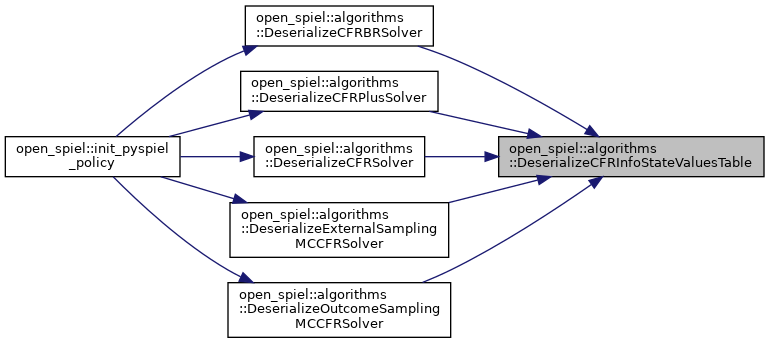 open_spiel::algorithms
::DeserializeCFRBRSolver
open_spiel::algorithms
::DeserializeCFRPlusSolver
open_spiel::init_pyspiel
_policy
open_spiel::algorithms
::DeserializeCFRSolver
open_spiel::algorithms
::DeserializeCFRInfoStateValuesTable
open_spiel::algorithms
::DeserializeExternalSampling
MCCFRSolver
open_spiel::algorithms
::DeserializeOutcomeSampling
MCCFRSolver